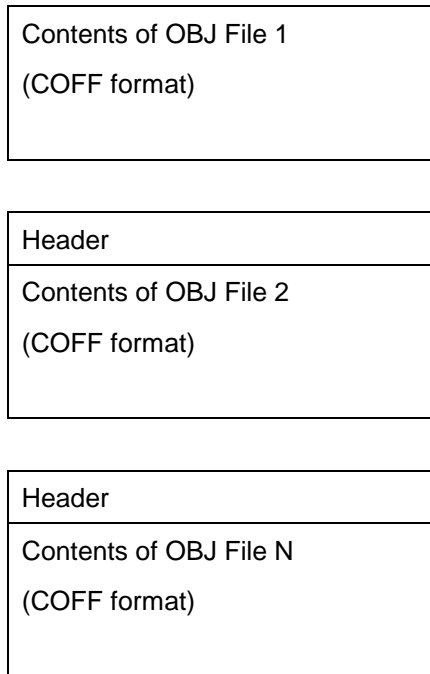 Contents of OBJ File 1
(COFF format)
Header
Contents of OBJ File 2
(COFF format)
Header
Contents of OBJ File N
(COFF format)